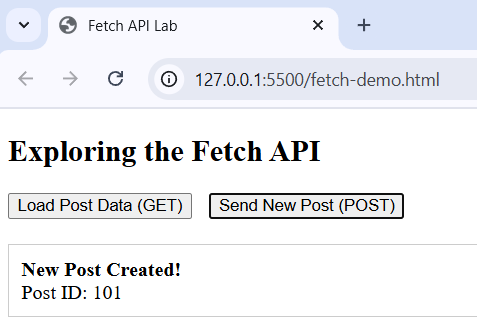 Fetch API Lab
127.0.0.1:5500/fetch-demo.html
Exploring the Fetch API
Load Post Data (GET) Send New Post (POST)
New Post Created!
Post ID: 101